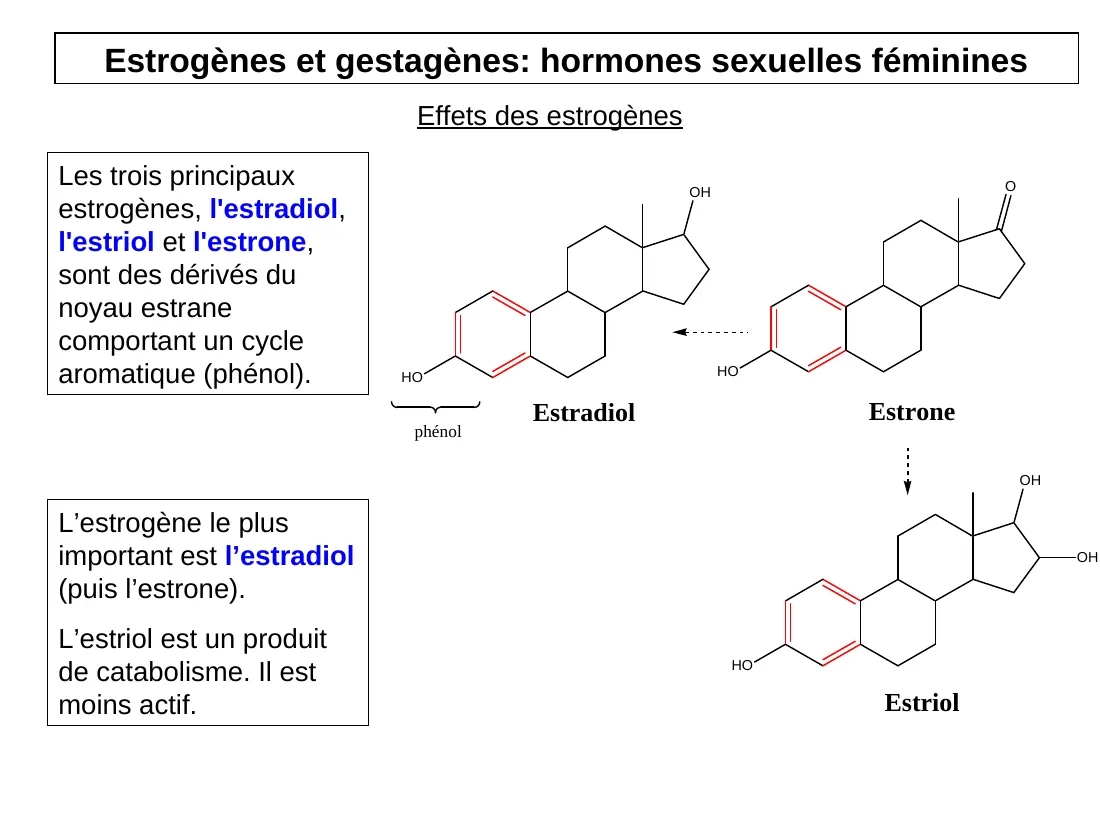 Estrogènes et gestagènes: hormones sexuelles féminines
Effets des estrogènes
Les trois principaux
estrogènes, l'estradiol,
l'estriol et l'estrone,
sont des dérivés du
noyau estrane
comportant un cycle
aromatique (phénol).
OH
HO
phénol
Estradiol
O
HO
Estrone
L’estrogène le plus
important est l’estradiol
(puis l’estrone).
L’estriol est un produit
de catabolisme. Il est
moins actif.
OH
OH
HO
Estriol